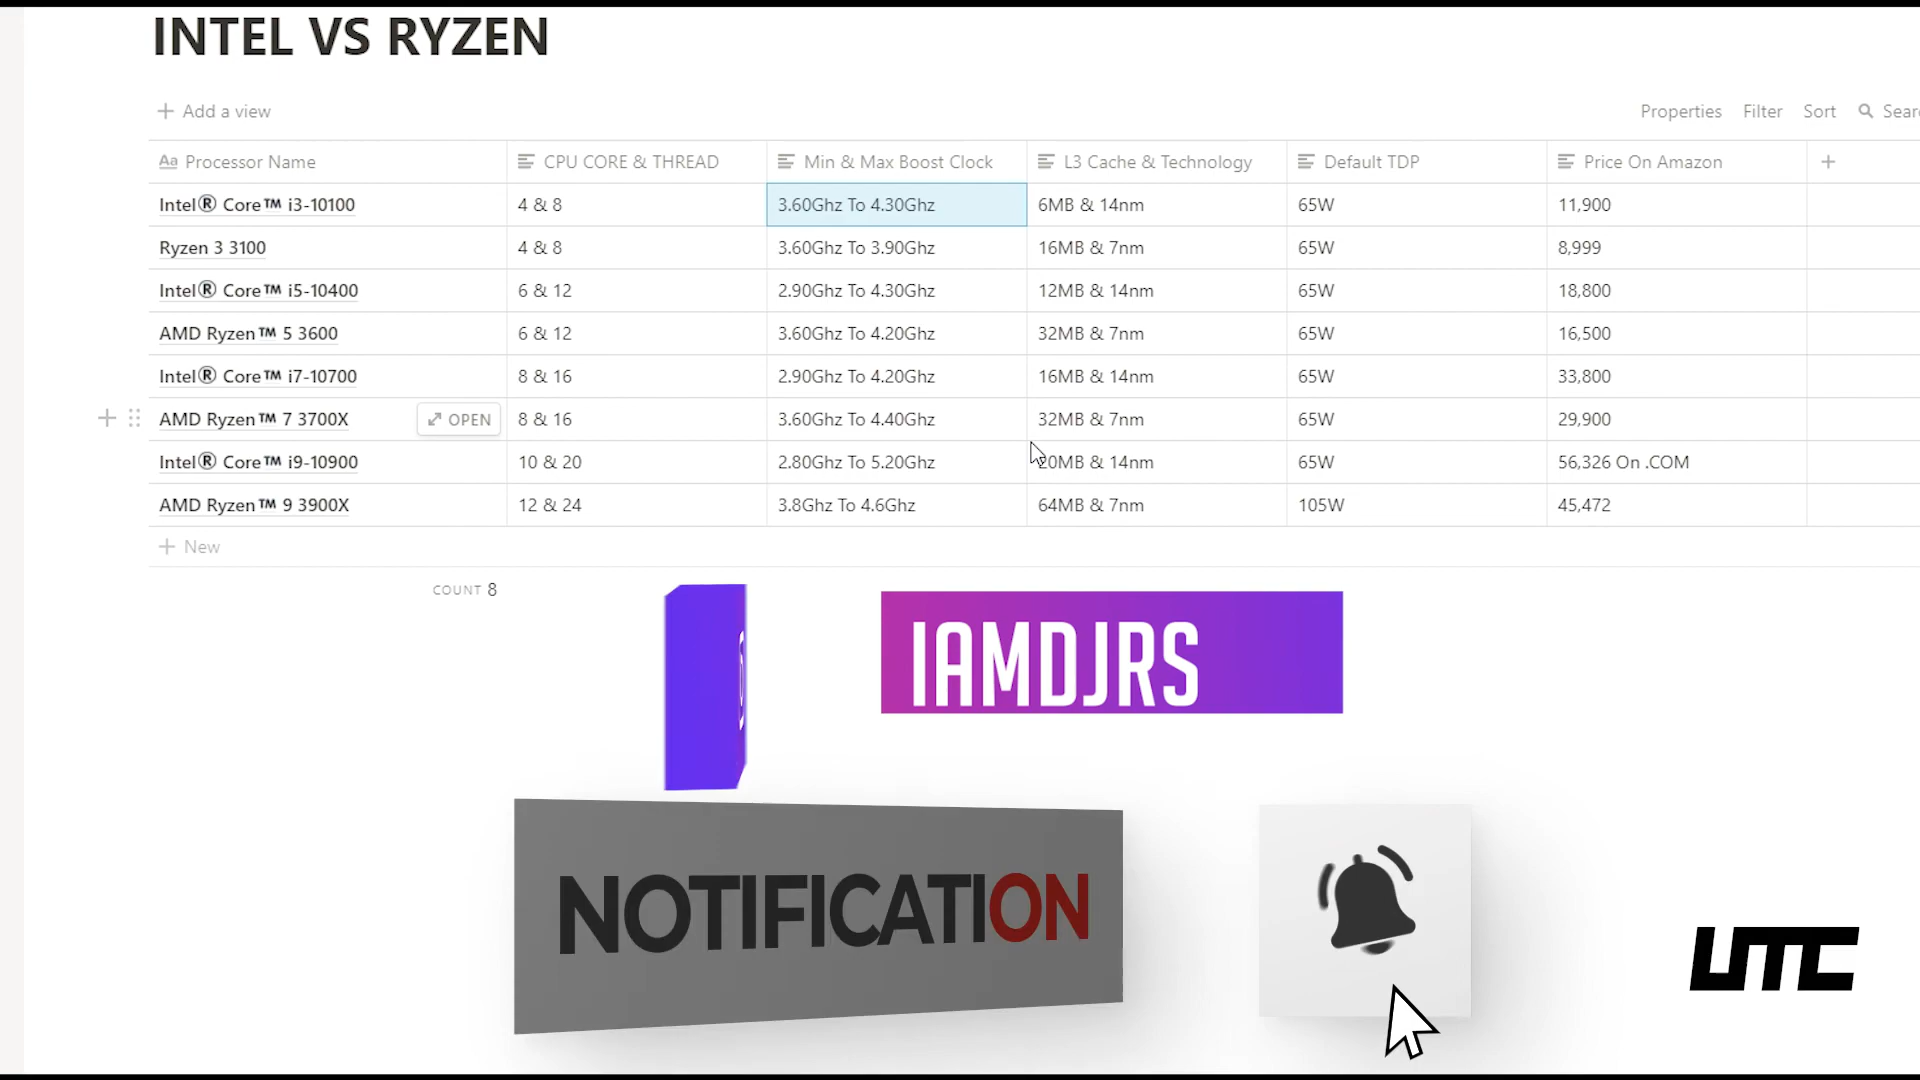 INTEL VS RYZEN
Add a view
Properties Filter Sort
Aa Processor Name CPU CORE & THREAD Min & Max Boost Clock L3 Cache & Technology Default TDP Price On Amazon
Intel® Core™ i3-10100 4 & 8 3.60Ghz To 4.30Ghz 6MB & 14nm 65W 11,900
Ryzen 3 3100 4 & 8 3.60Ghz To 3.90Ghz 16MB & 7nm 65W 8,999
Intel® Core™ i5-10400 6 & 12 2.90Ghz To 4.30Ghz 12MB & 14nm 65W 18,800
AMD Ryzen™ 5 3600 6 & 12 3.60Ghz To 4.20Ghz 32MB & 7nm 65W 16,500
Intel® Core™ i7-10700 8 & 16 2.90Ghz To 4.20Ghz 16MB & 14nm 65W 33,800
AMD Ryzen™ 7 3700X OPEN 8 & 16 3.60Ghz To 4.40Ghz 32MB & 7nm 65W 29,900
Intel® Core™ i9-10900 10 & 20 2.80Ghz To 5.20Ghz 20MB & 14nm 65W 56,326 On .COM
AMD Ryzen™ 9 3900X 12 & 24 3.8Ghz To 4.6Ghz 64MB & 7nm 105W 45,472
New
COUNT 8
IAMDJRS
NOTIFICATION
UTC